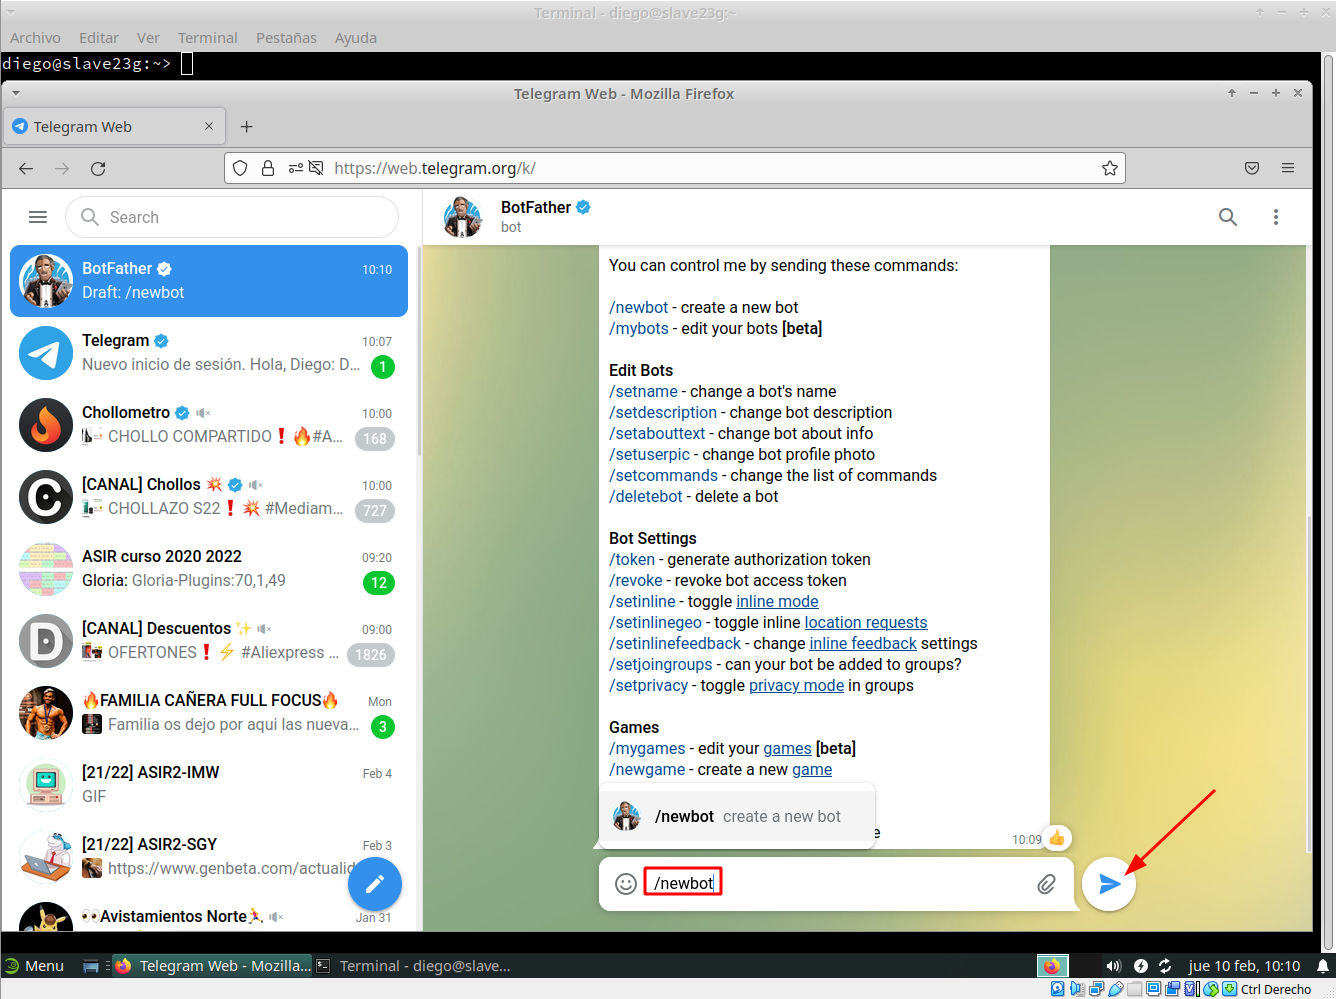 Terminal - diego@slave23g:~
Archivo Editar Ver Terminal Pestañas Ayuda
diego@slave23g:~>
Telegram Web - Mozilla Firefox
Telegram Web
https://web.telegram.org/k/
Search
BotFather
bot
BotFather 10:10
Draft: /newbot
Telegram 10:07
Nuevo inicio de sesión. Hola, Diego: D... 1
Chollometro 10:00
CHOLLO COMPARTIDO❗🔥#A... 168
[CANAL] Chollos 💥 10:00
CHOLLAZO S22❗💥 #Mediam... 727
ASIR curso 2020 2022 09:20
Gloria: Gloria-Plugins:70,1,49 12
[CANAL] Descuentos ✨ 09:00
OFERTONES❗⚡ #Aliexpress ... 1826
🔥FAMILIA CAÑERA FULL FOCUS🔥 Mon
Familia os dejo por aqui las nueva... 3
[21/22] ASIR2-IMW Feb 4
GIF
[21/22] ASIR2-SGY Feb 3
https://www.genbeta.com/actualid
👀Avistamientos Norte🏃 Jan 31
You can control me by sending these commands:
/newbot - create a new bot
/mybots - edit your bots [beta]
Edit Bots
/setname - change a bot's name
/setdescription - change bot description
/setabouttext - change bot about info
/setuserpic - change bot profile photo
/setcommands - change the list of commands
/deletebot - delete a bot
Bot Settings
/token - generate authorization token
/revoke - revoke bot access token
/setinline - toggle inline mode
/setinlinegeo - toggle inline location requests
/setinlinefeedback - change inline feedback settings
/setjoingroups - can your bot be added to groups?
/setprivacy - toggle privacy mode in groups
Games
/mygames - edit your games [beta]
/newgame - create a new game
/newbot create a new bot
e
10:09 👍
/newbot
Menu Telegram Web - Mozilla... Terminal - diego@slave... jue 10 feb, 10:10
Ctrl Derecho